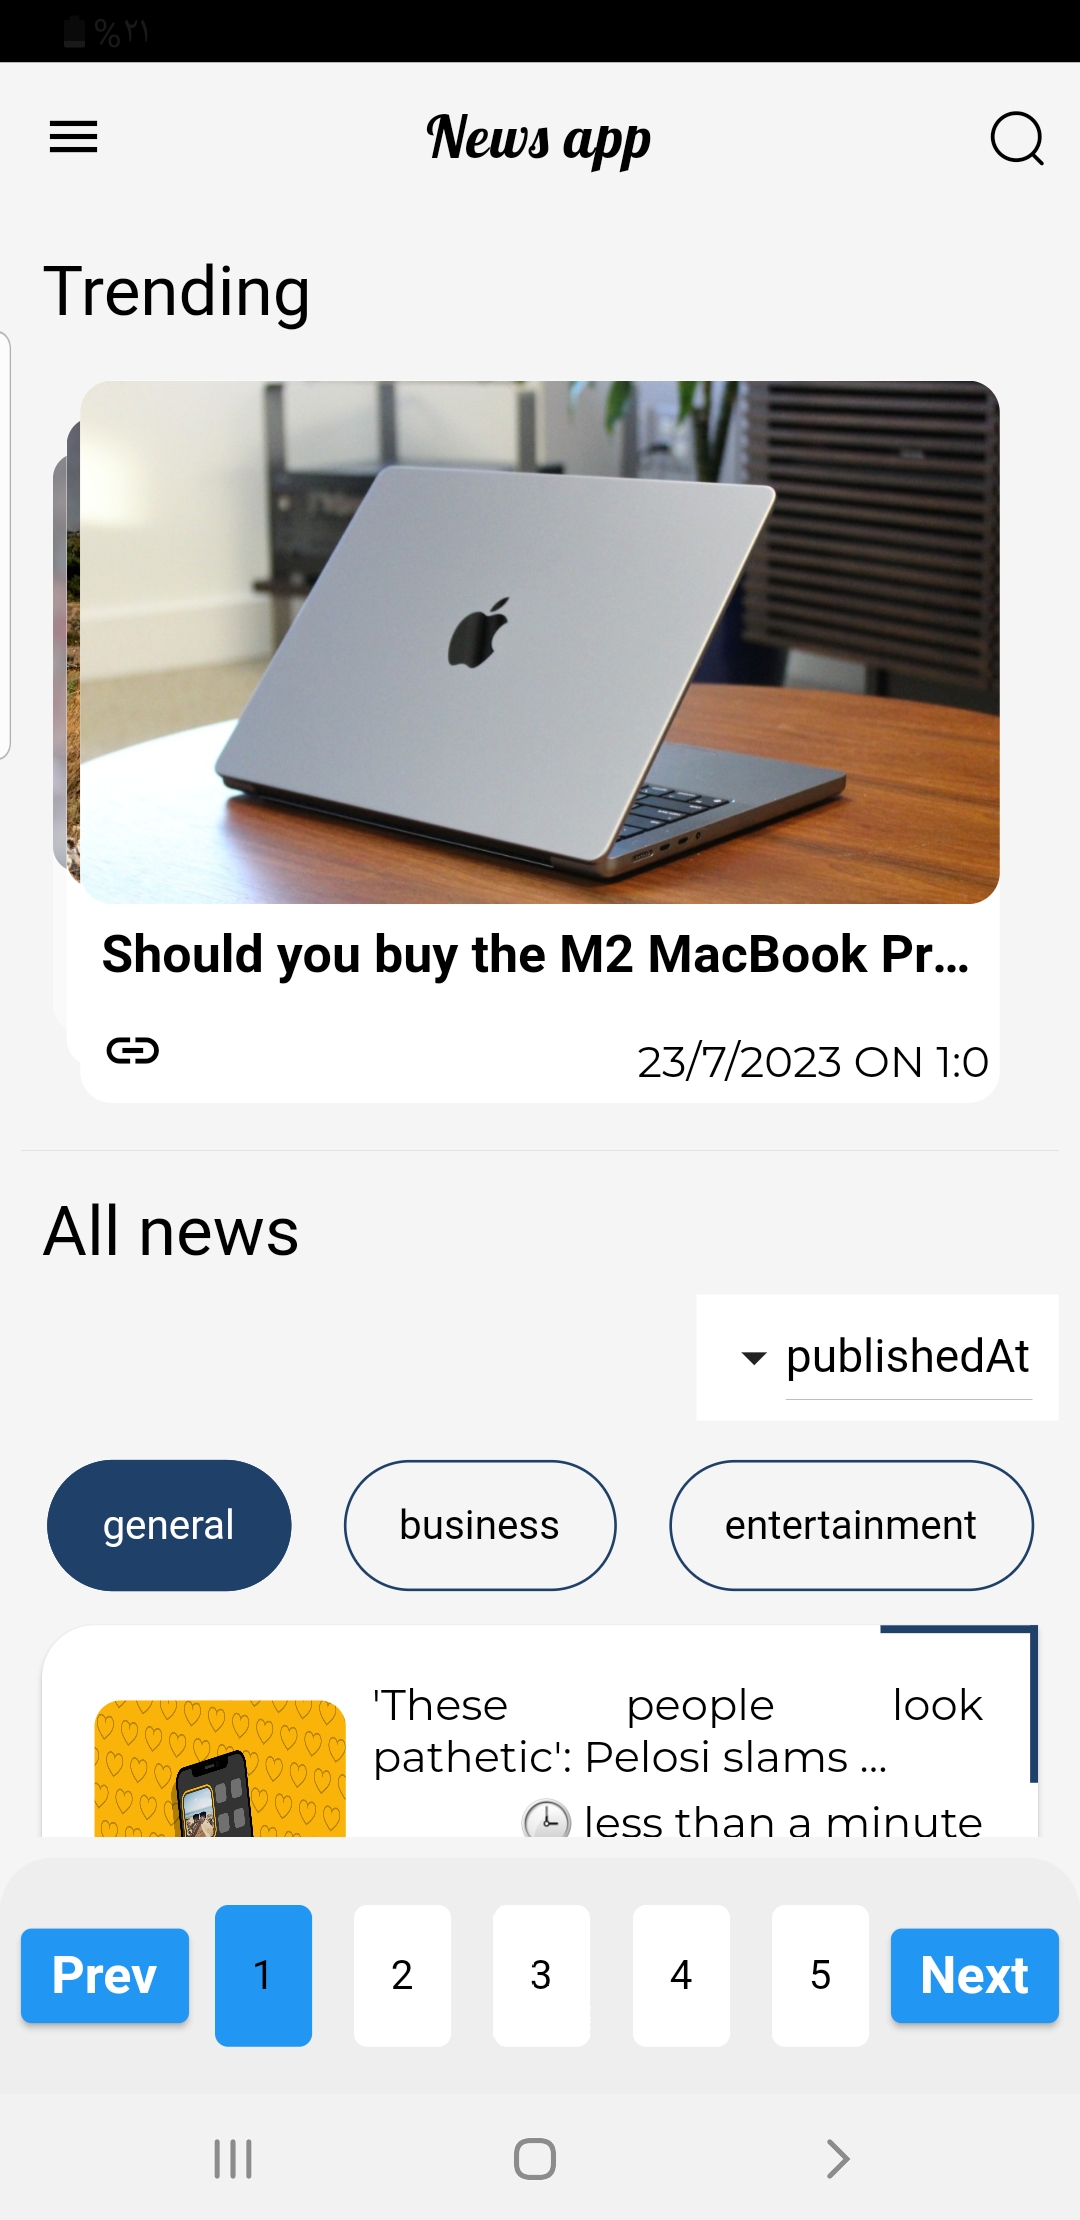 %٢١
News app
Trending
Should you buy the M2 MacBook Pr...
23/7/2023 ON 1:0
All news
publishedAt
general business entertainment
'These people look
pathetic': Pelosi slams ...
less than a minute
Prev 1 2 3 4 5 Next